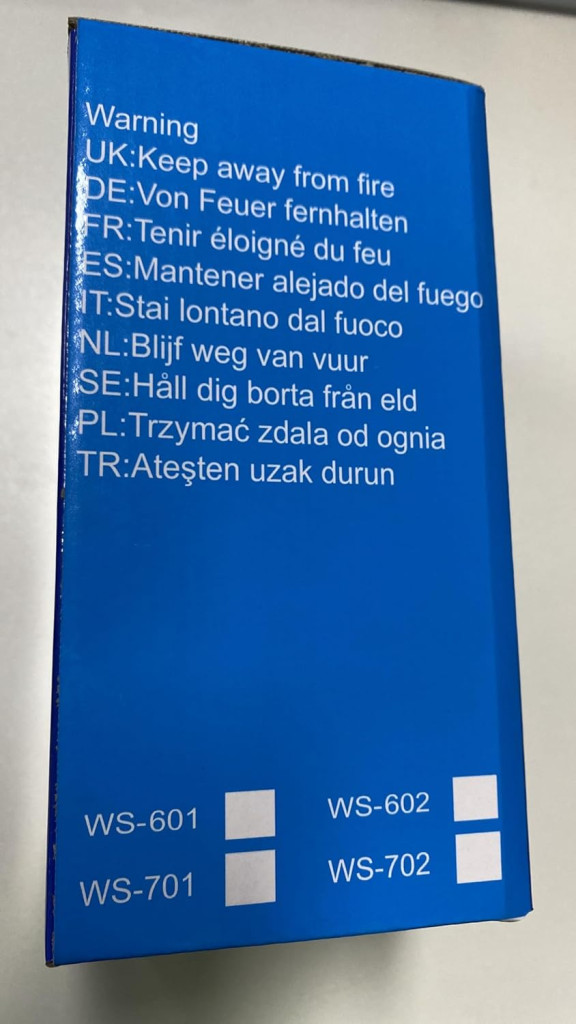 Warning
UK:Keep away from fire
DE:Von Feuer fernhalten
FR:Tenir éloigné du feu
ES:Mantener alejado del fuego
IT:Stai lontano dal fuoco
NL:Blijf weg van vuur
SE:Håll dig borta från eld
PL:Trzymać zdala od ognia
TR:Ateşten uzak durun
WS-601 WS-602
WS-701 WS-702